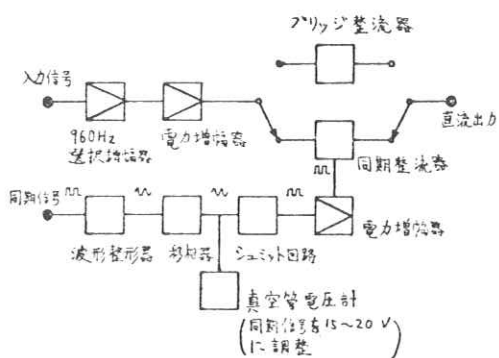 ブリッジ整流器
入力信号
960Hz
選択増幅器
電力増幅器
直流出力
同期整流器
同期信号
波形整形器
移相器
シュミット回路
電力増幅器
真空管電圧計
(同期信号を15~20V
に調整)